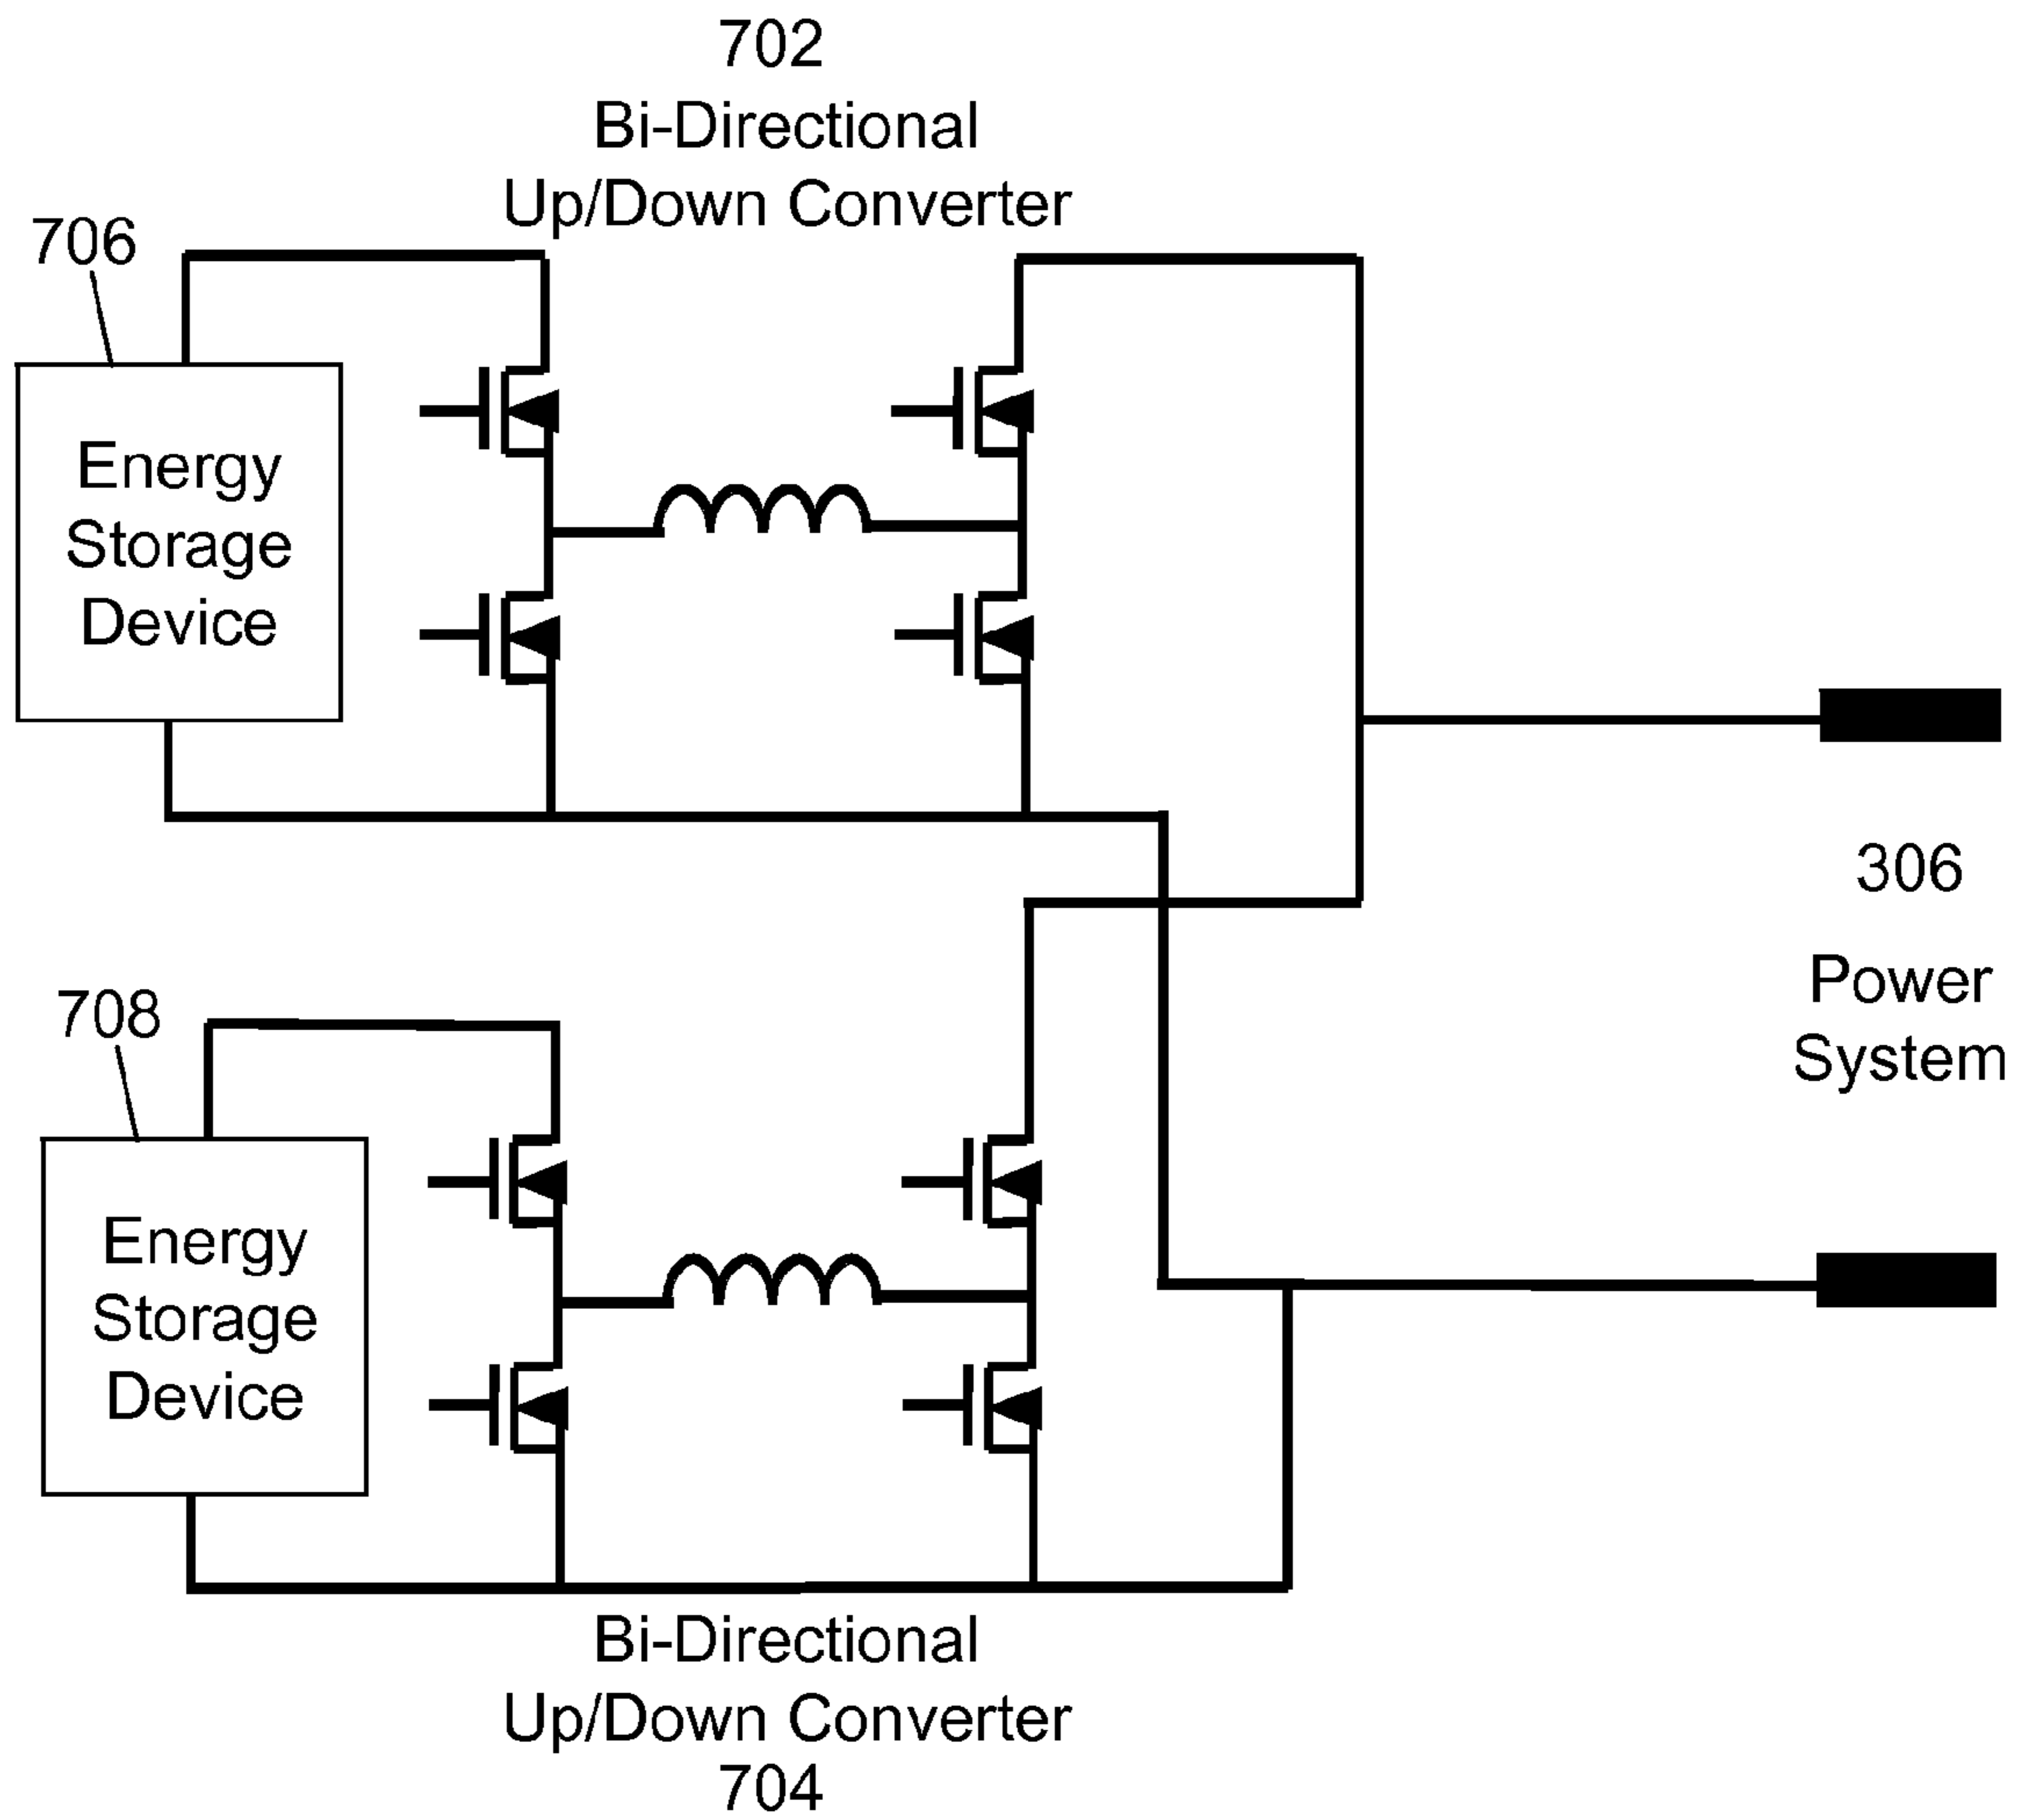 702
Bi-Directional
Up/Down Converter
706
Energy
Storage
Device
306
Power
System
708
Energy
Storage
Device
Bi-Directional
Up/Down Converter
704